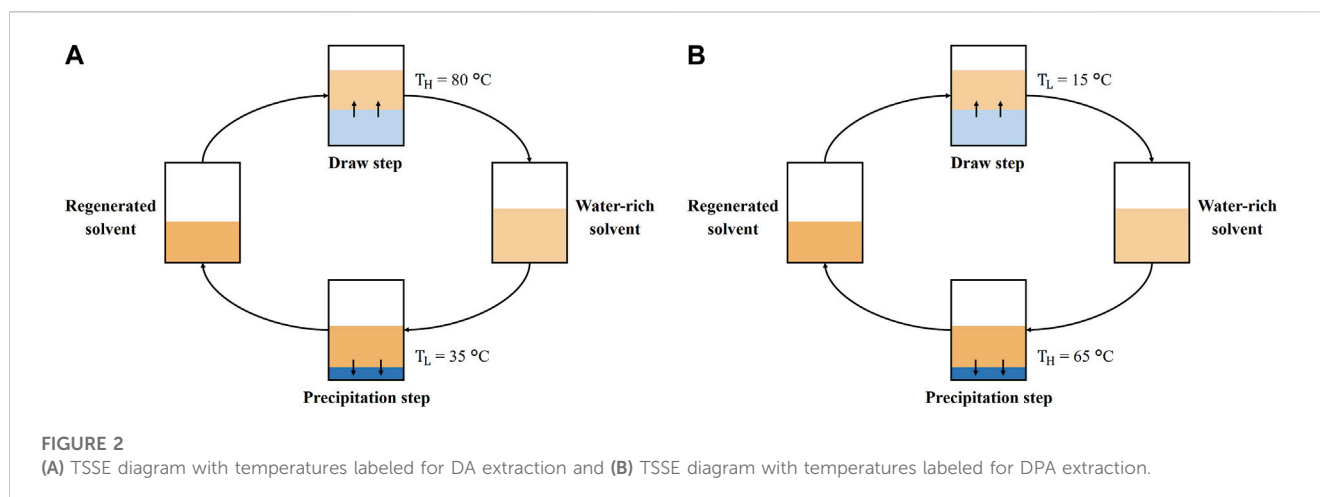 A
T_H = 80 °C
Draw step
Regenerated
solvent
Water-rich
solvent
T_L = 35 °C
Precipitation step
B
T_L = 15 °C
Draw step
Regenerated
solvent
Water-rich
solvent
T_H = 65 °C
Precipitation step
FIGURE 2
(A) TSSE diagram with temperatures labeled for DA extraction and (B) TSSE diagram with temperatures labeled for DPA extraction.